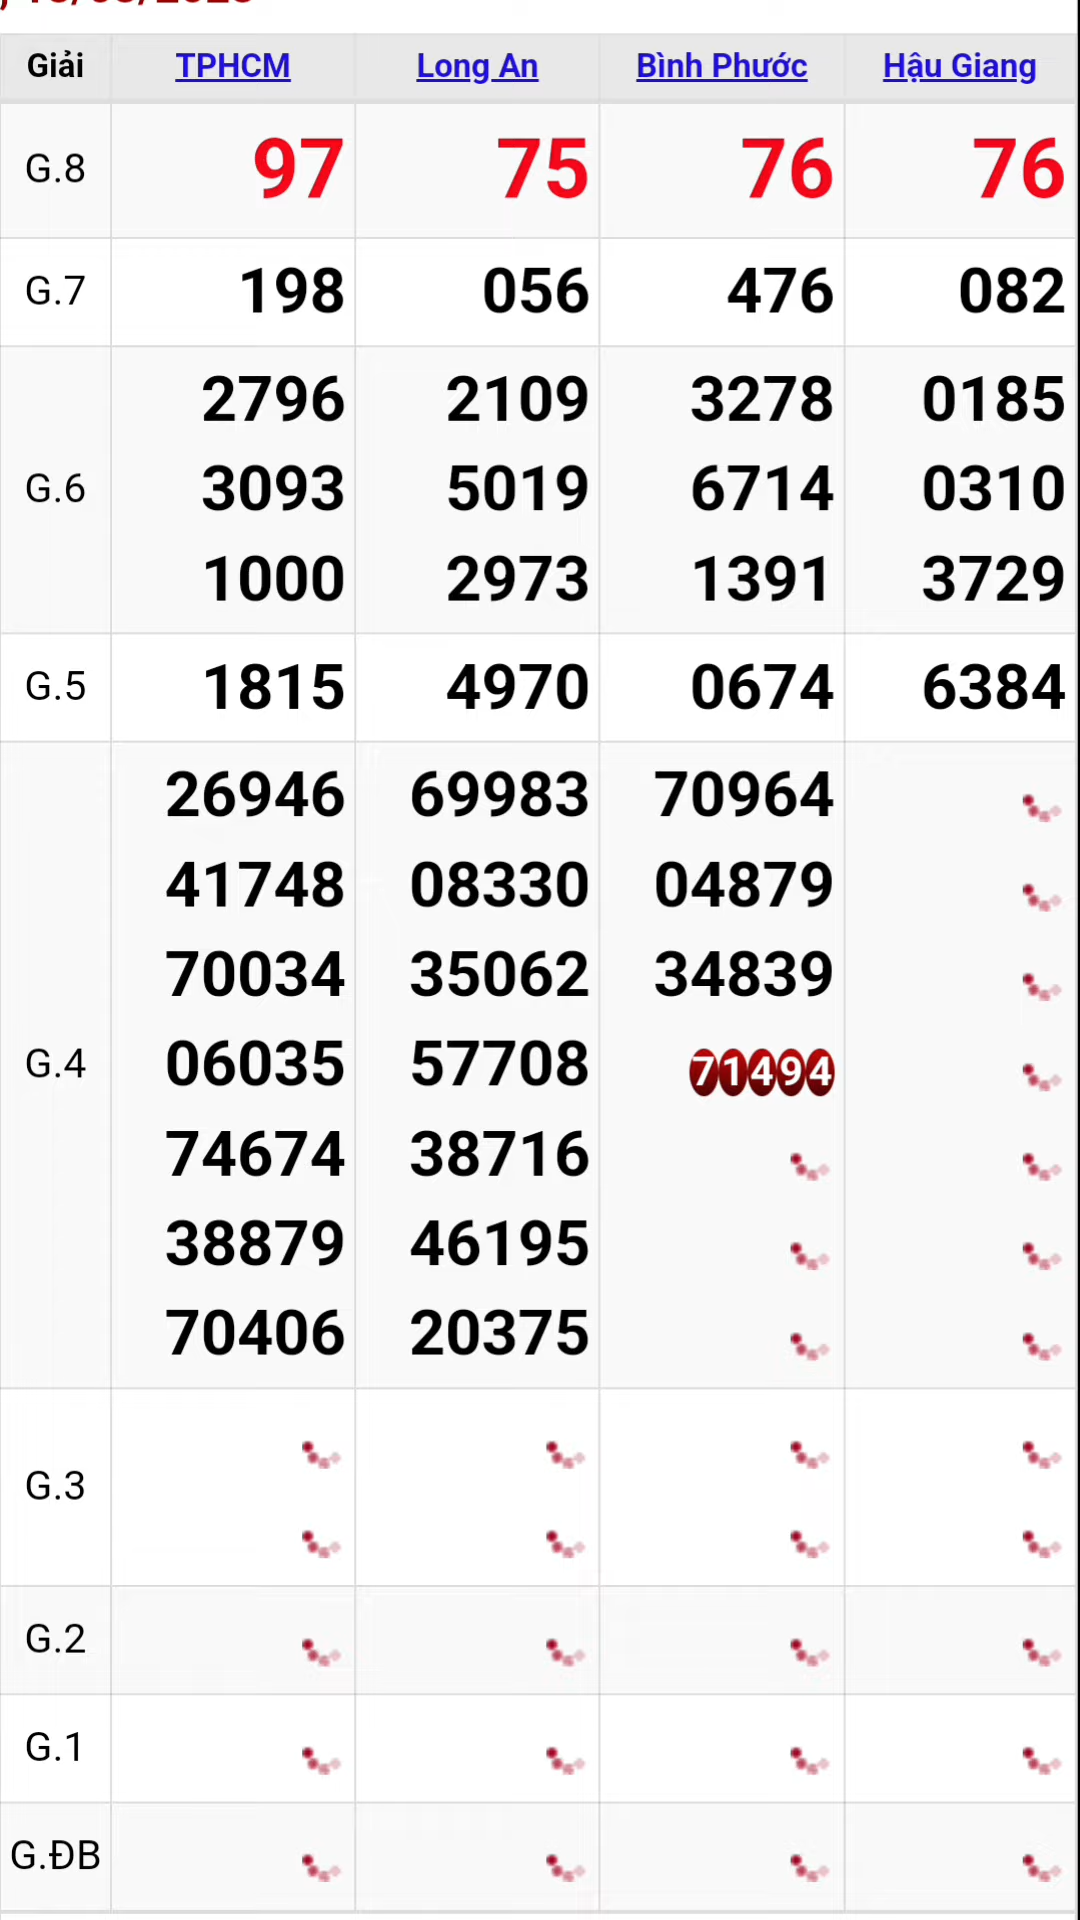 Giải TPHCM Long An Bình Phước Hậu Giang
G.8 97 75 76 76
G.7 198 056 476 082
2796 2109 3278 0185
G.6 3093 5019 6714 0310
1000 2973 1391 3729
G.5 1815 4970 0674 6384
26946 69983 70964
41748 08330 04879
70034 35062 34839
G.4 06035 57708 71494
74674 38716
38879 46195
70406 20375
G.3
G.2
G.1
G.ĐB